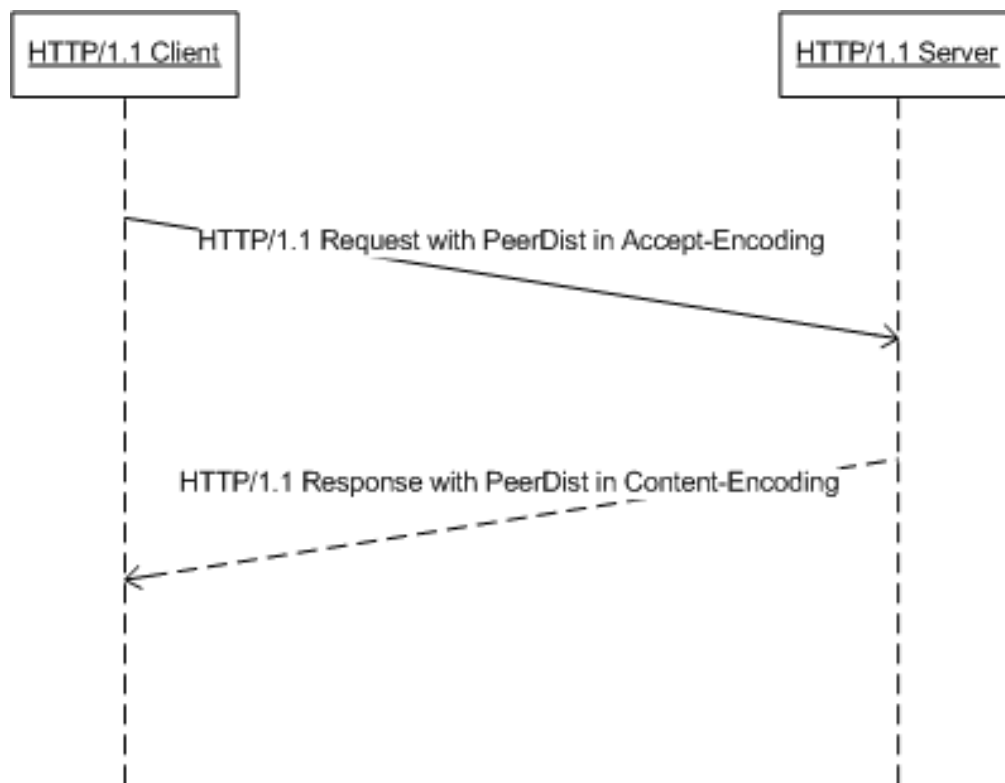 HTTP/1.1 Client
HTTP/1.1 Server
HTTP/1.1 Request with PeerDist in Accept-Encoding
HTTP/1.1 Response with PeerDist in Content-Encoding